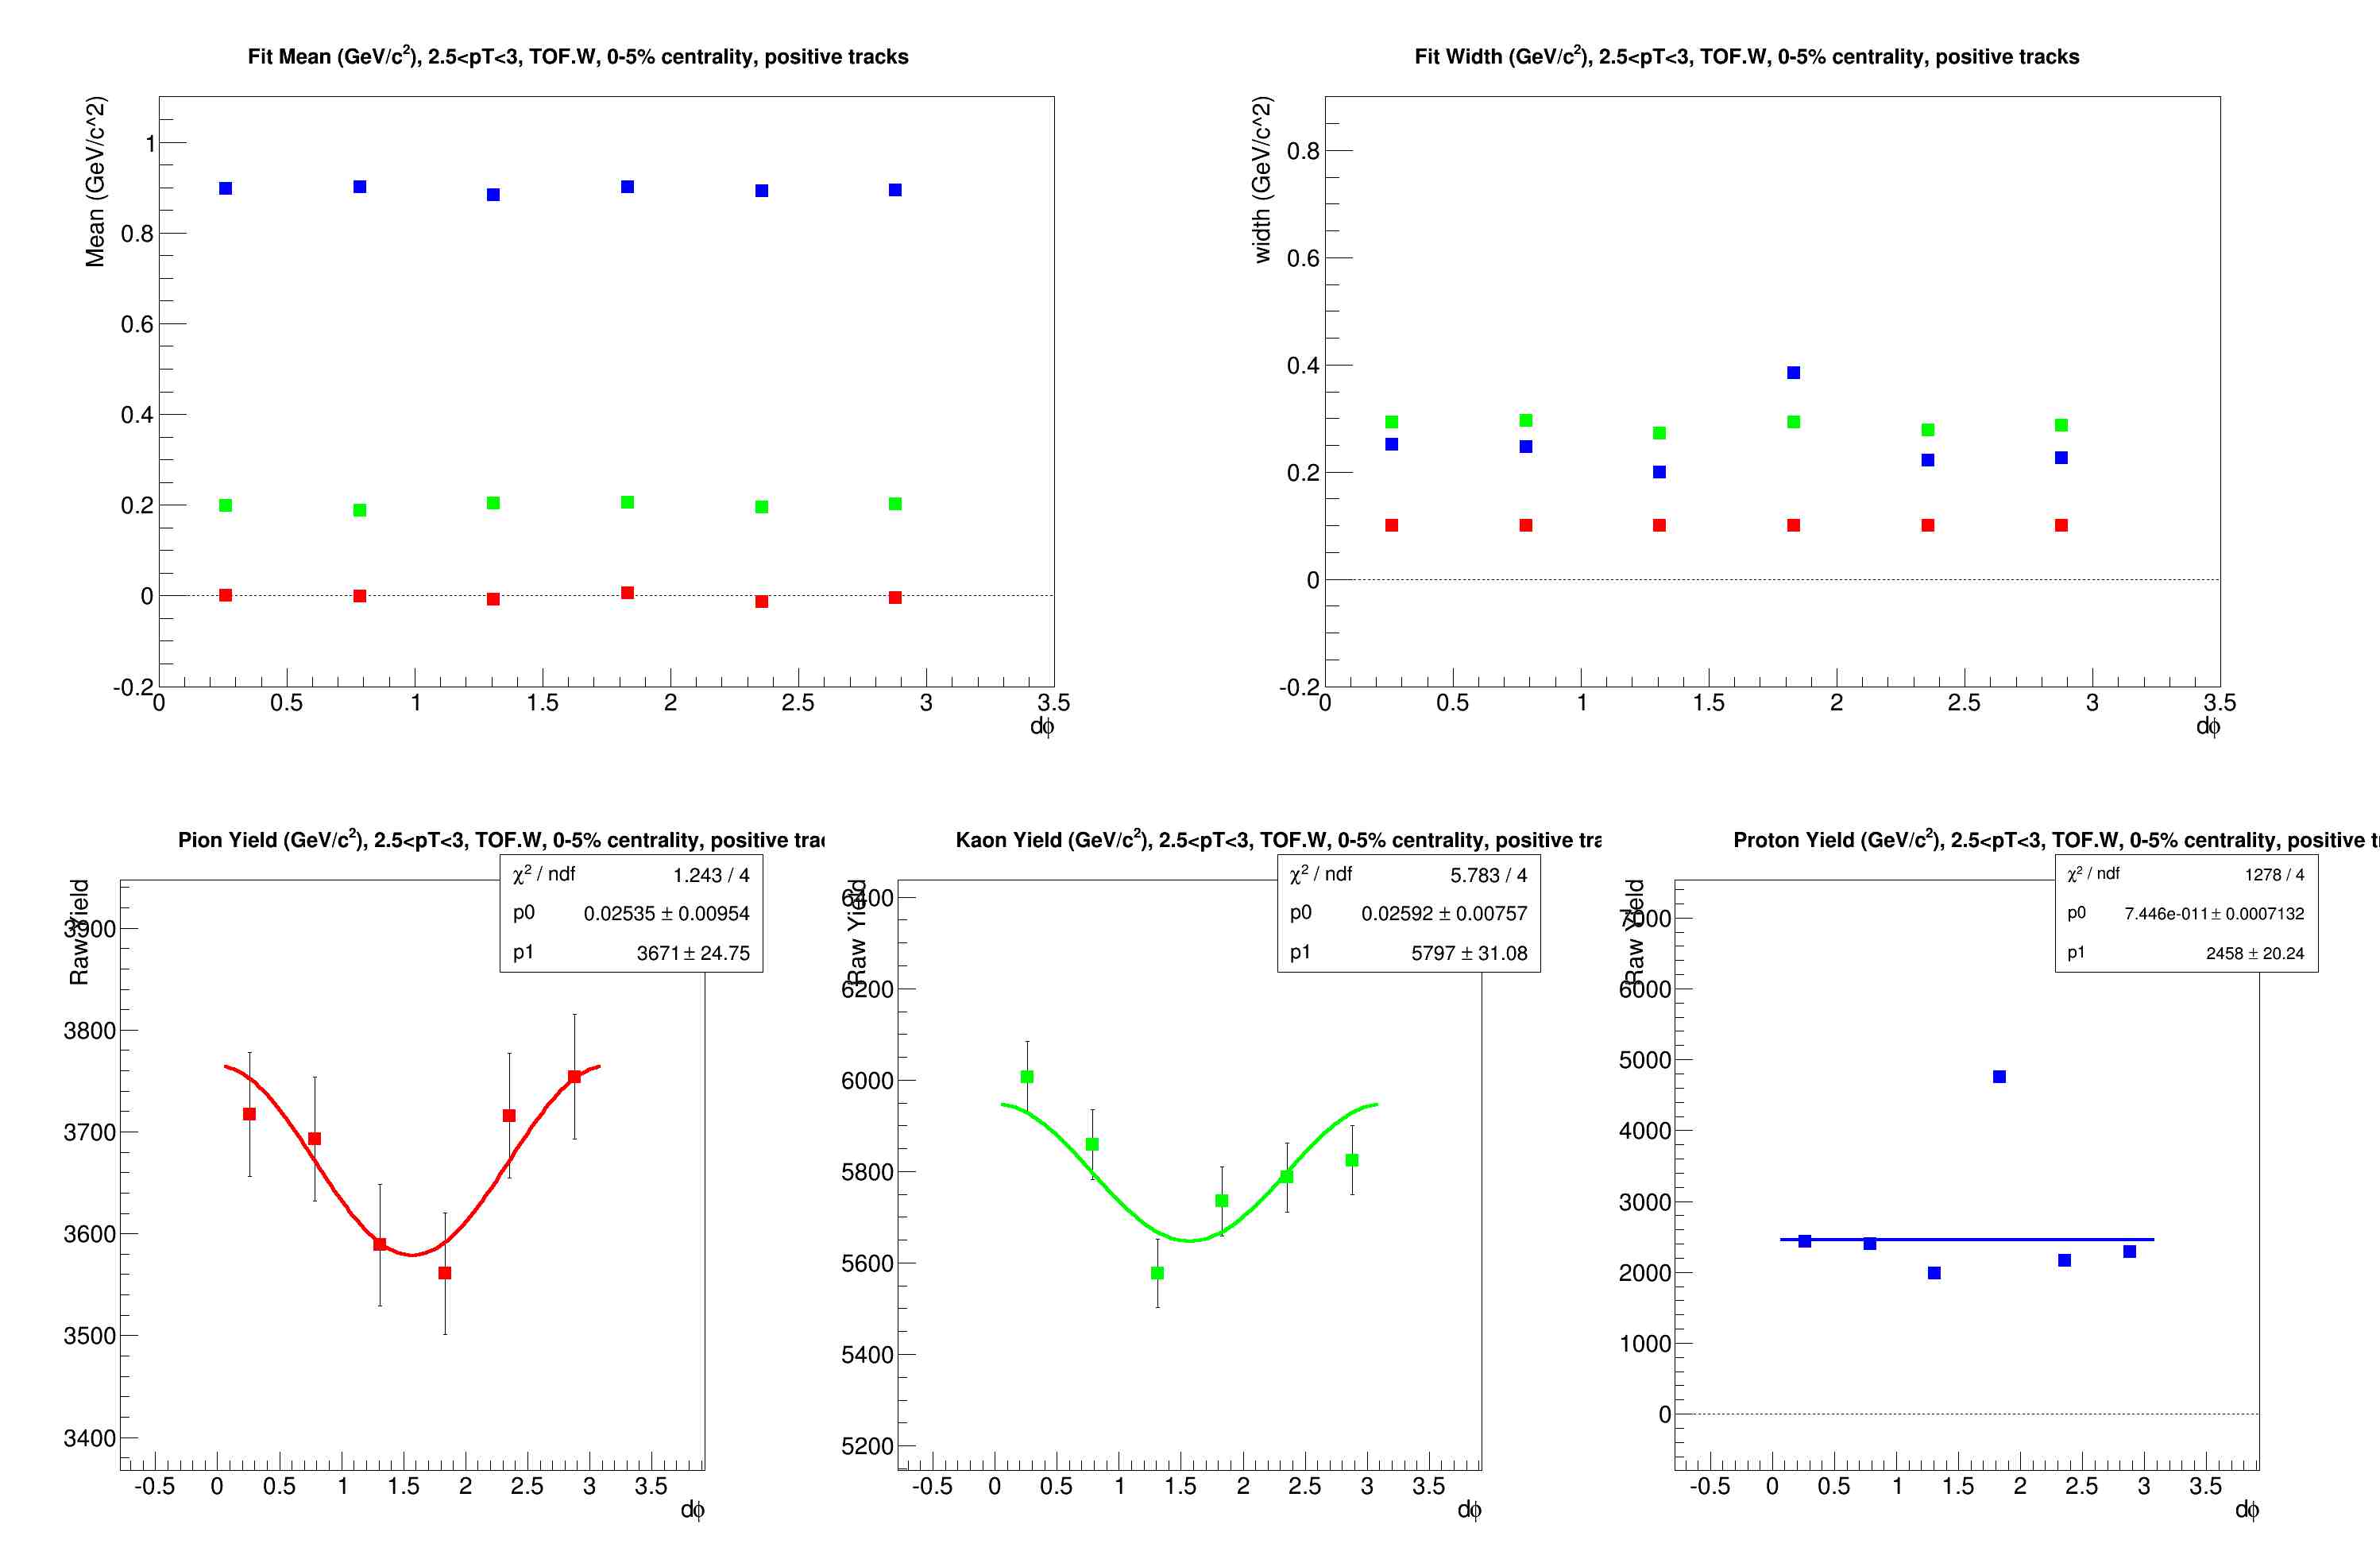 Fit Mean (GeV/c²), 2.5<pT<3, TOF.W, 0-5% centrality, positive tracks
Mean (GeV/c^2)
1
0.8
0.6
0.4
0.2
0
-0.2
0 0.5 1 1.5 2 2.5 3 3.5
dϕ
Fit Width (GeV/c²), 2.5<pT<3, TOF.W, 0-5% centrality, positive tracks
width (GeV/c^2)
0.8
0.6
0.4
0.2
0
-0.2
0 0.5 1 1.5 2 2.5 3 3.5
dϕ
Pion Yield (GeV/c²), 2.5<pT<3, TOF.W, 0-5% centrality, positive trac
χ² / ndf 1.243 / 4
p0 0.02535 ± 0.00954
p1 3671 ± 24.75
Raw Yield
3900
3800
3700
3600
3500
3400
-0.5 0 0.5 1 1.5 2 2.5 3 3.5
dϕ
Kaon Yield (GeV/c²), 2.5<pT<3, TOF.W, 0-5% centrality, positive tra
χ² / ndf 5.783 / 4
p0 0.02592 ± 0.00757
p1 5797 ± 31.08
Raw Yield
6400
6200
6000
5800
5600
5400
5200
-0.5 0 0.5 1 1.5 2 2.5 3 3.5
dϕ
Proton Yield (GeV/c²), 2.5<pT<3, TOF.W, 0-5% centrality, positive t
χ² / ndf 1278 / 4
p0 7.446e-011 ± 0.0007132
p1 2458 ± 20.24
Raw Yield
7000
6000
5000
4000
3000
2000
1000
0
-0.5 0 0.5 1 1.5 2 2.5 3 3.5
dϕ